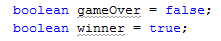 boolean gameOver = false;
boolean winner = true;